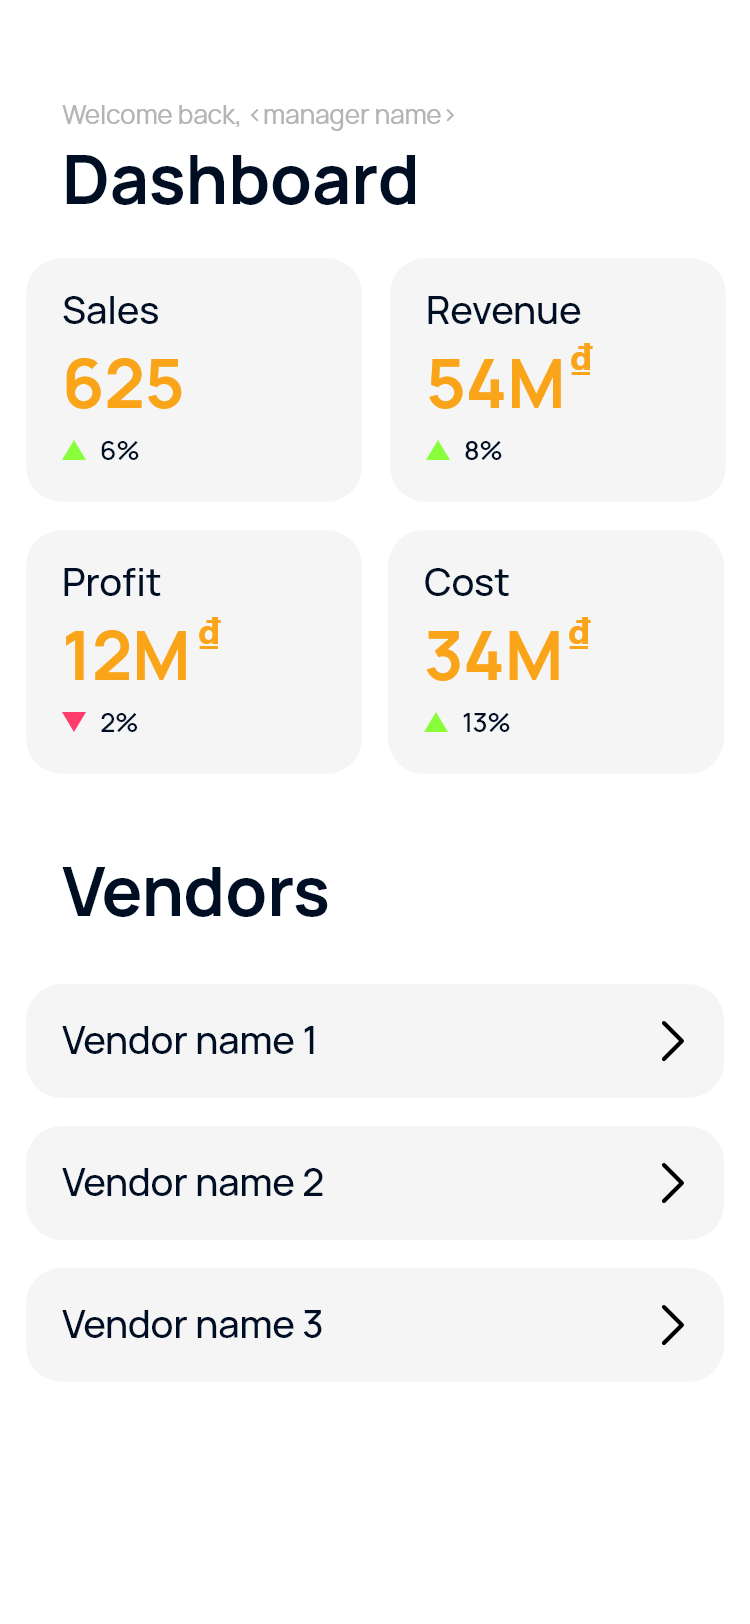 Welcome back, <manager name>
Dashboard
Sales
625
6%
Revenue
54M₫
8%
Profit
12M₫
2%
Cost
34M₫
13%
Vendors
Vendor name 1
Vendor name 2
Vendor name 3